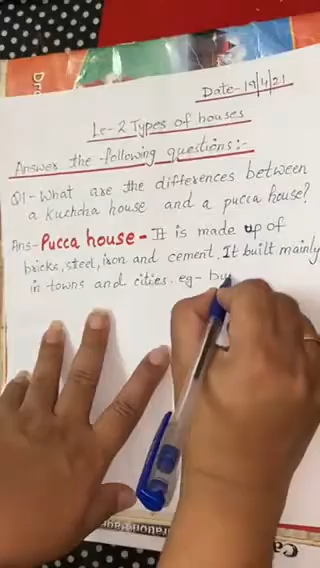 Date-19/4/21
Ls-2 Types of houses
Answer the following questions:-
Q1-What are the differences between
a Kuchcha house and a pucca house?
Ans-Pucca house-It is made up of
bricks, steel, iron and cement. It built mainly
in towns and cities. eg- bu